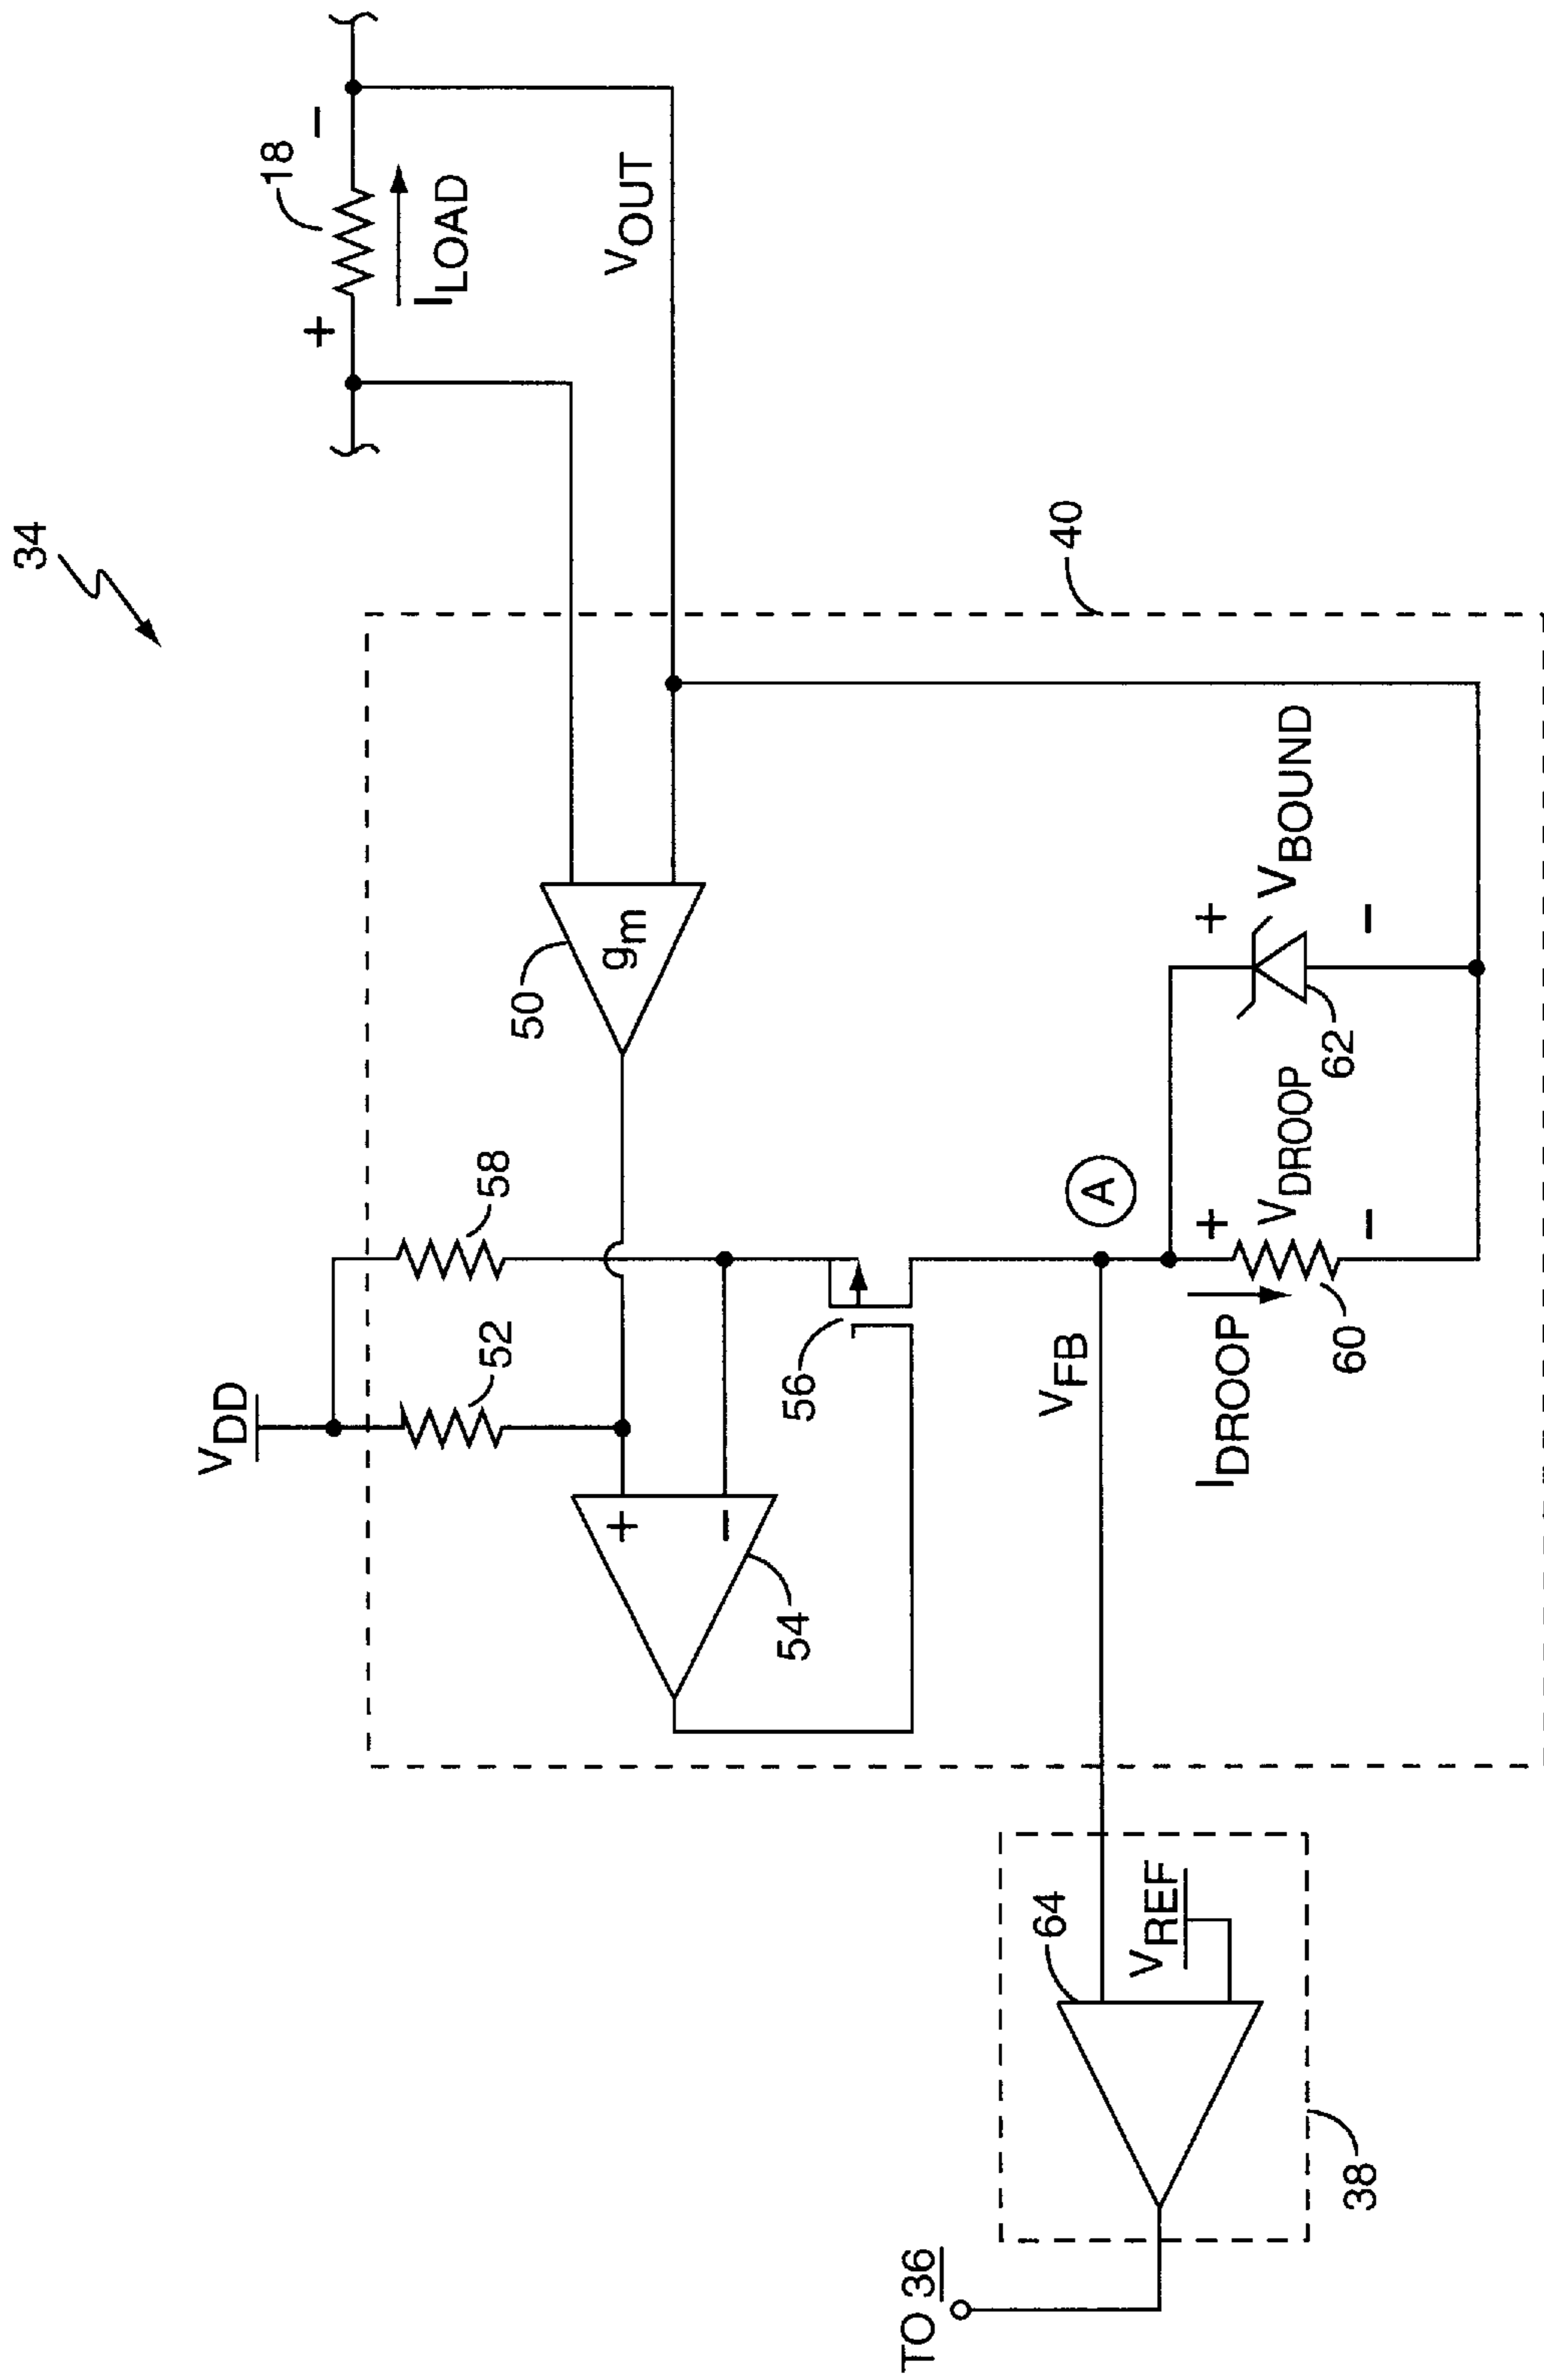 34
18
+
−
I_LOAD
V_OUT
40
V_DD
52
58
50
g_m
+
−
54
56
A
V_FB
I_DROOP
60
+
V_DROOP
−
62
+
V_BOUND
−
64
V_REF
38
TO 36